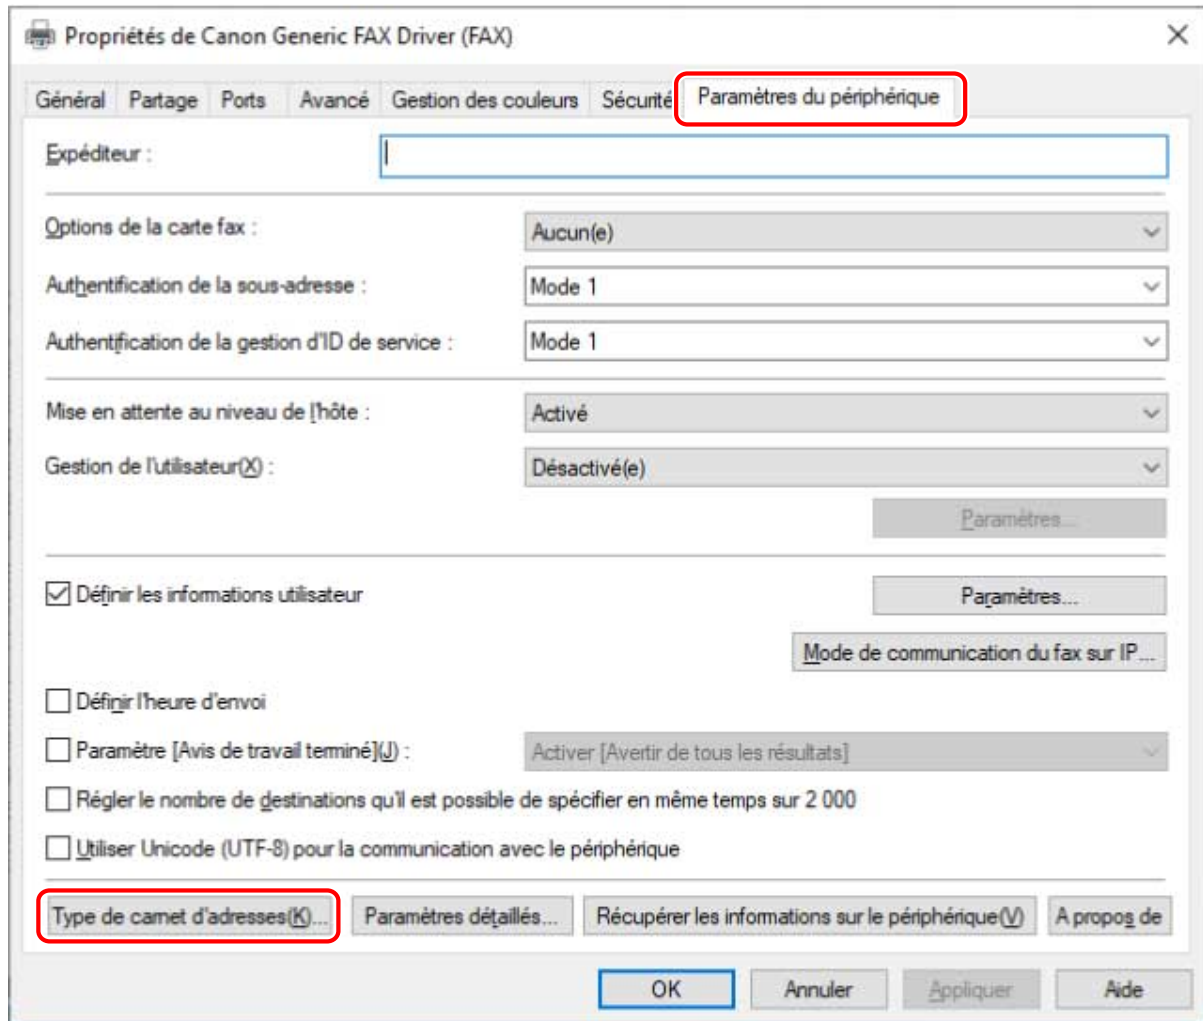 Propriétés de Canon Generic FAX Driver (FAX)
Général Partage Ports Avancé Gestion des couleurs Sécurité Paramètres du périphérique
Expéditeur :
Options de la carte fax : Aucun(e)
Authentification de la sous-adresse : Mode 1
Authentification de la gestion d'ID de service : Mode 1
Mise en attente au niveau de l'hôte : Activé
Gestion de l'utilisateur(X) : Désactivé(e)
Paramètres...
Définir les informations utilisateur Paramètres...
Mode de communication du fax sur IP...
Définir l'heure d'envoi
Paramètre [Avis de travail terminé](J) : Activer [Avertir de tous les résultats]
Régler le nombre de destinations qu'il est possible de spécifier en même temps sur 2 000
Utiliser Unicode (UTF-8) pour la communication avec le périphérique
Type de carnet d'adresses(K)... Paramètres détaillés... Récupérer les informations sur le périphérique(V) A propos de
OK Annuler Appliquer Aide